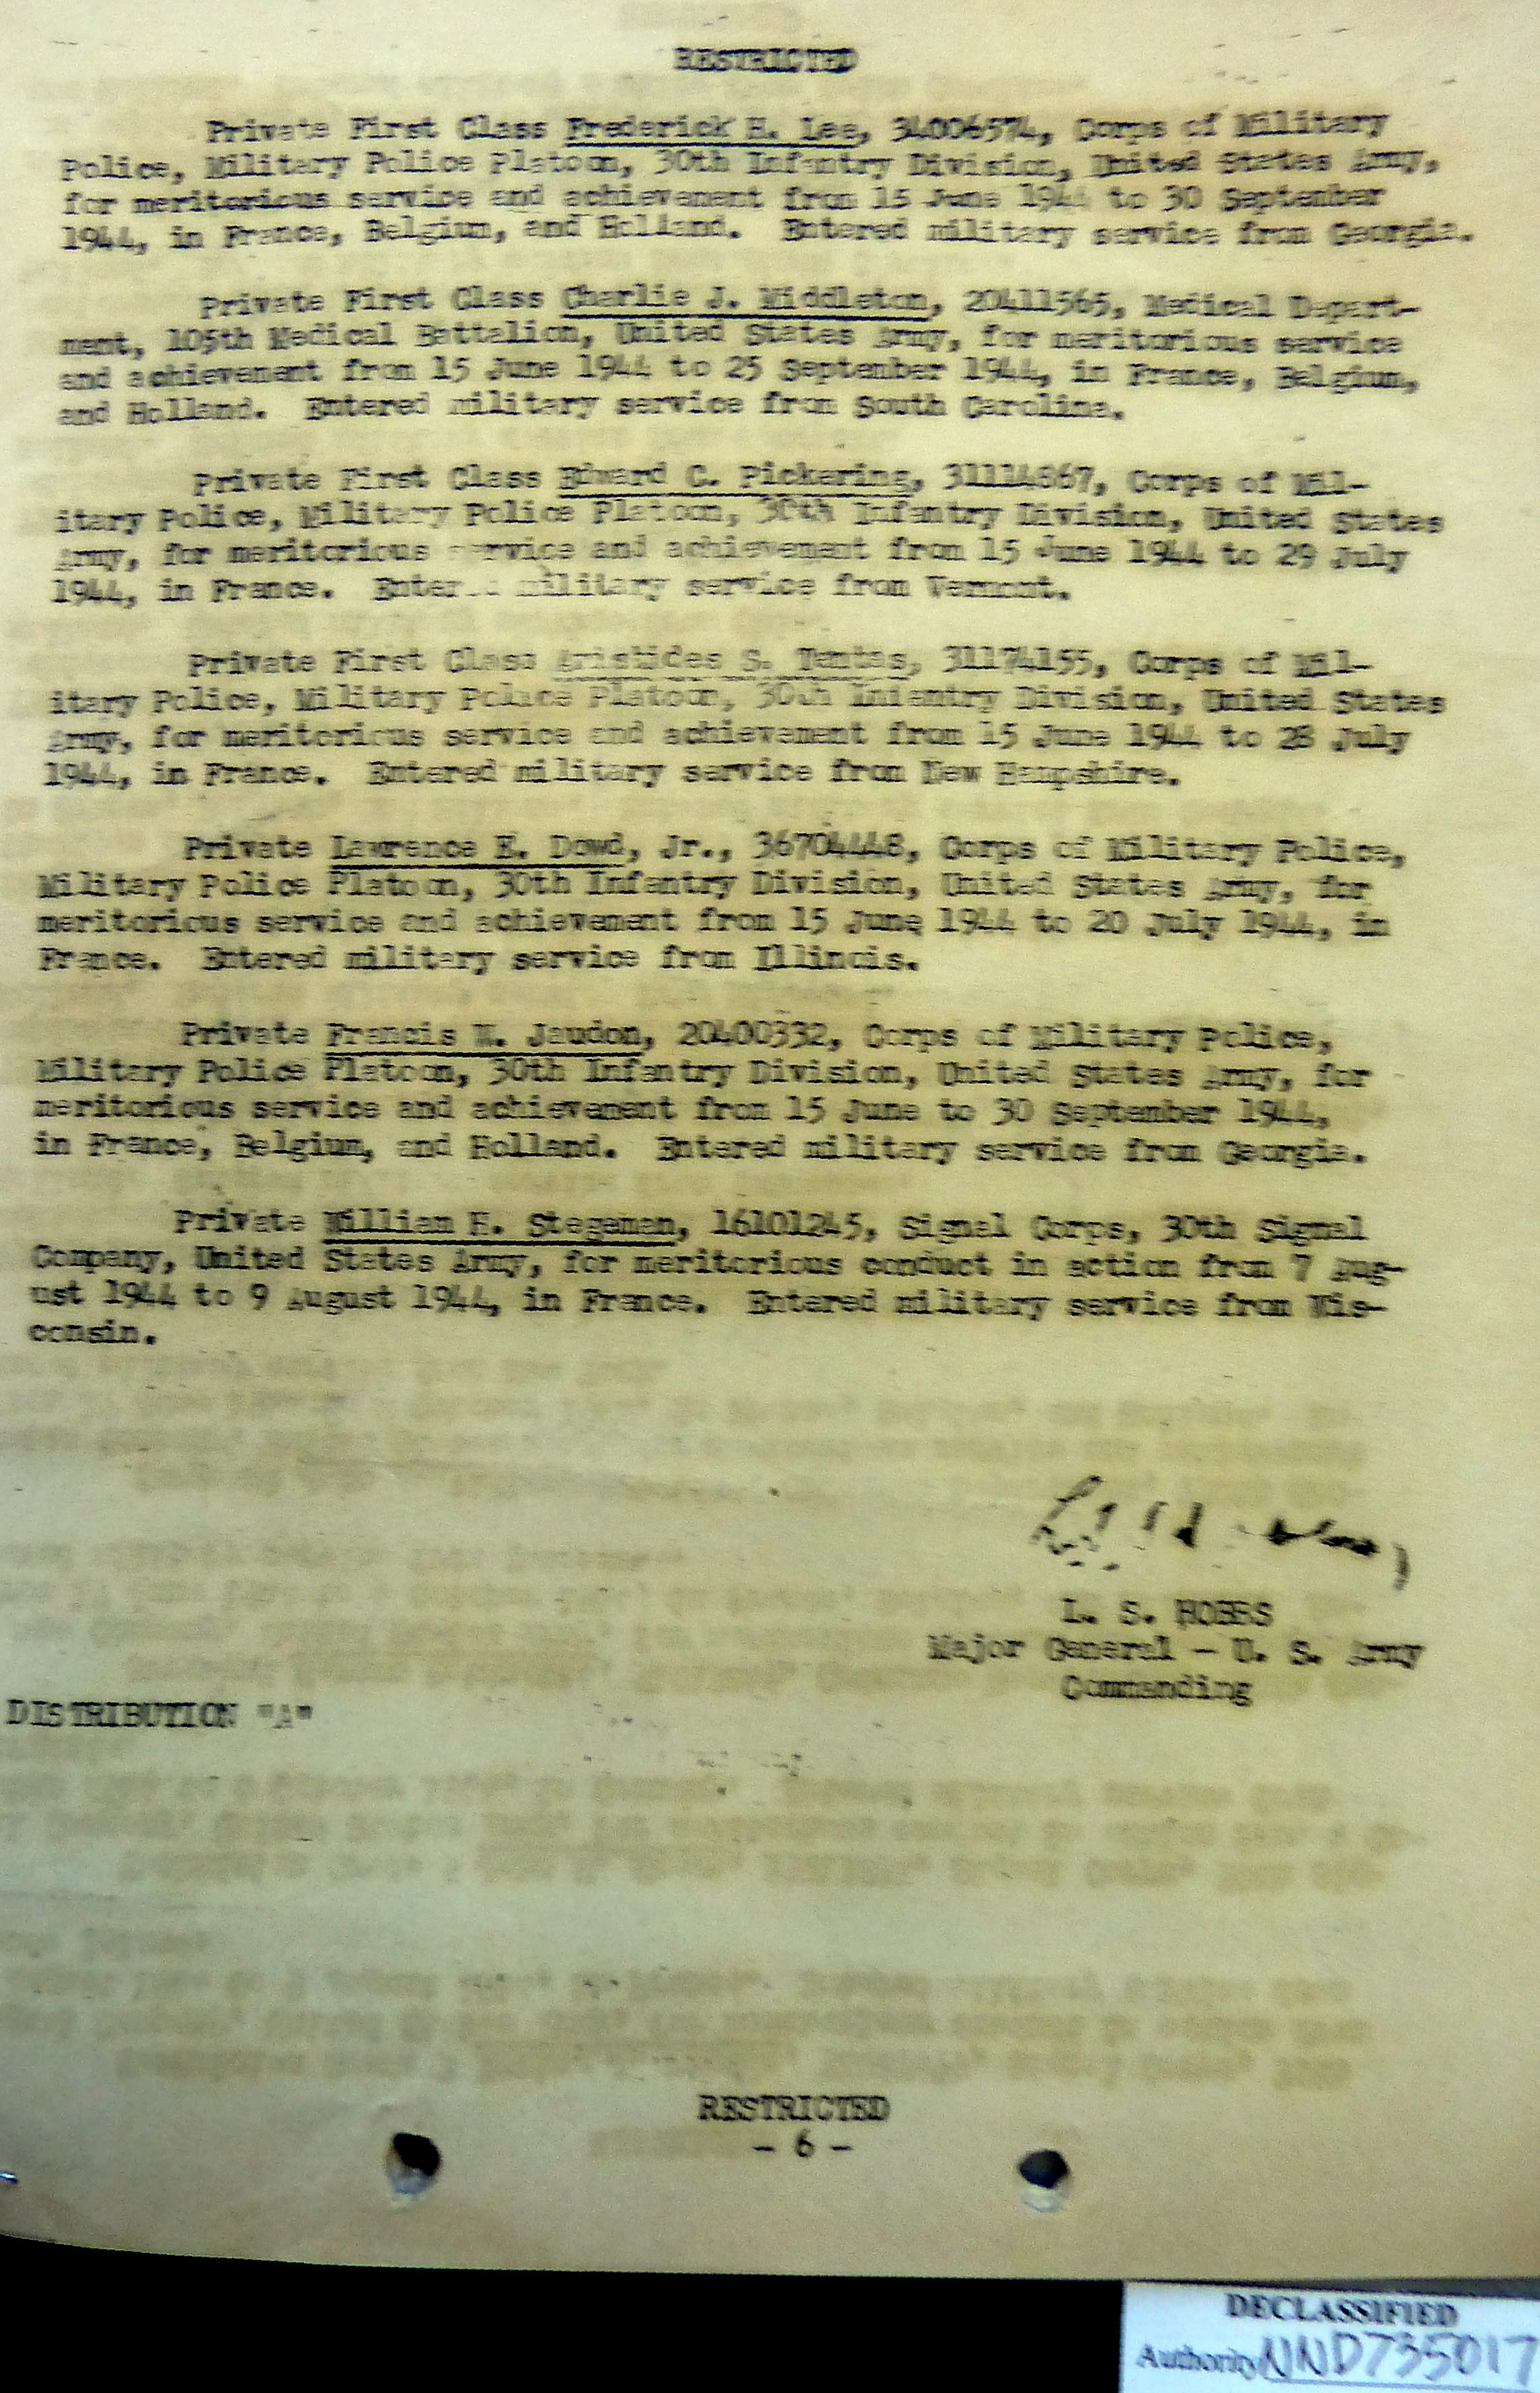 RESTRICTED
Private First Class Frederick H. Lee, 34006574, Corps of Military
Police, Military Police Platoon, 30th Infantry Division, United States Army,
for meritorious service and achievement from 15 June 1944 to 30 September
1944, in France, Belgium, and Holland. Entered military service from Georgia.
Private First Class Charlie J. Middleton, 20411565, Medical Depart-
ment, 105th Medical Battalion, United States Army, for meritorious service
and achievement from 15 June 1944 to 25 September 1944, in France, Belgium,
and Holland. Entered military service from South Carolina.
Private First Class Edward C. Pickering, 31114867, Corps of Mil-
itary Police, Military Police Platoon, 30th Infantry Division, United States
Army, for meritorious service and achievement from 15 June 1944 to 29 July
1944, in France. Entered military service from Vermont.
Private First Class Aristides S. Tentas, 31174155, Corps of Mil-
itary Police, Military Police Platoon, 30th Infantry Division, United States
Army, for meritorious service and achievement from 15 June 1944 to 28 July
1944, in France. Entered military service from New Hampshire.
Private Lawrence E. Dowd, Jr., 36704448, Corps of Military Police,
Military Police Platoon, 30th Infantry Division, United States Army, for
meritorious service and achievement from 15 June 1944 to 20 July 1944, in
France. Entered military service from Illinois.
Private Francis W. Jaudon, 20400332, Corps of Military Police,
Military Police Platoon, 30th Infantry Division, United States Army, for
meritorious service and achievement from 15 June to 30 September 1944,
in France, Belgium, and Holland. Entered military service from Georgia.
Private William H. Stegeman, 16101245, Signal Corps, 30th Signal
Company, United States Army, for meritorious conduct in action from 7 Aug-
ust 1944 to 9 August 1944, in France. Entered military service from Wis-
consin.
L. S. HOBBS
Major General - U. S. Army
Commanding
DISTRIBUTION "A"
RESTRICTED
- 6 -
DECLASSIFIED
Authority NND735017